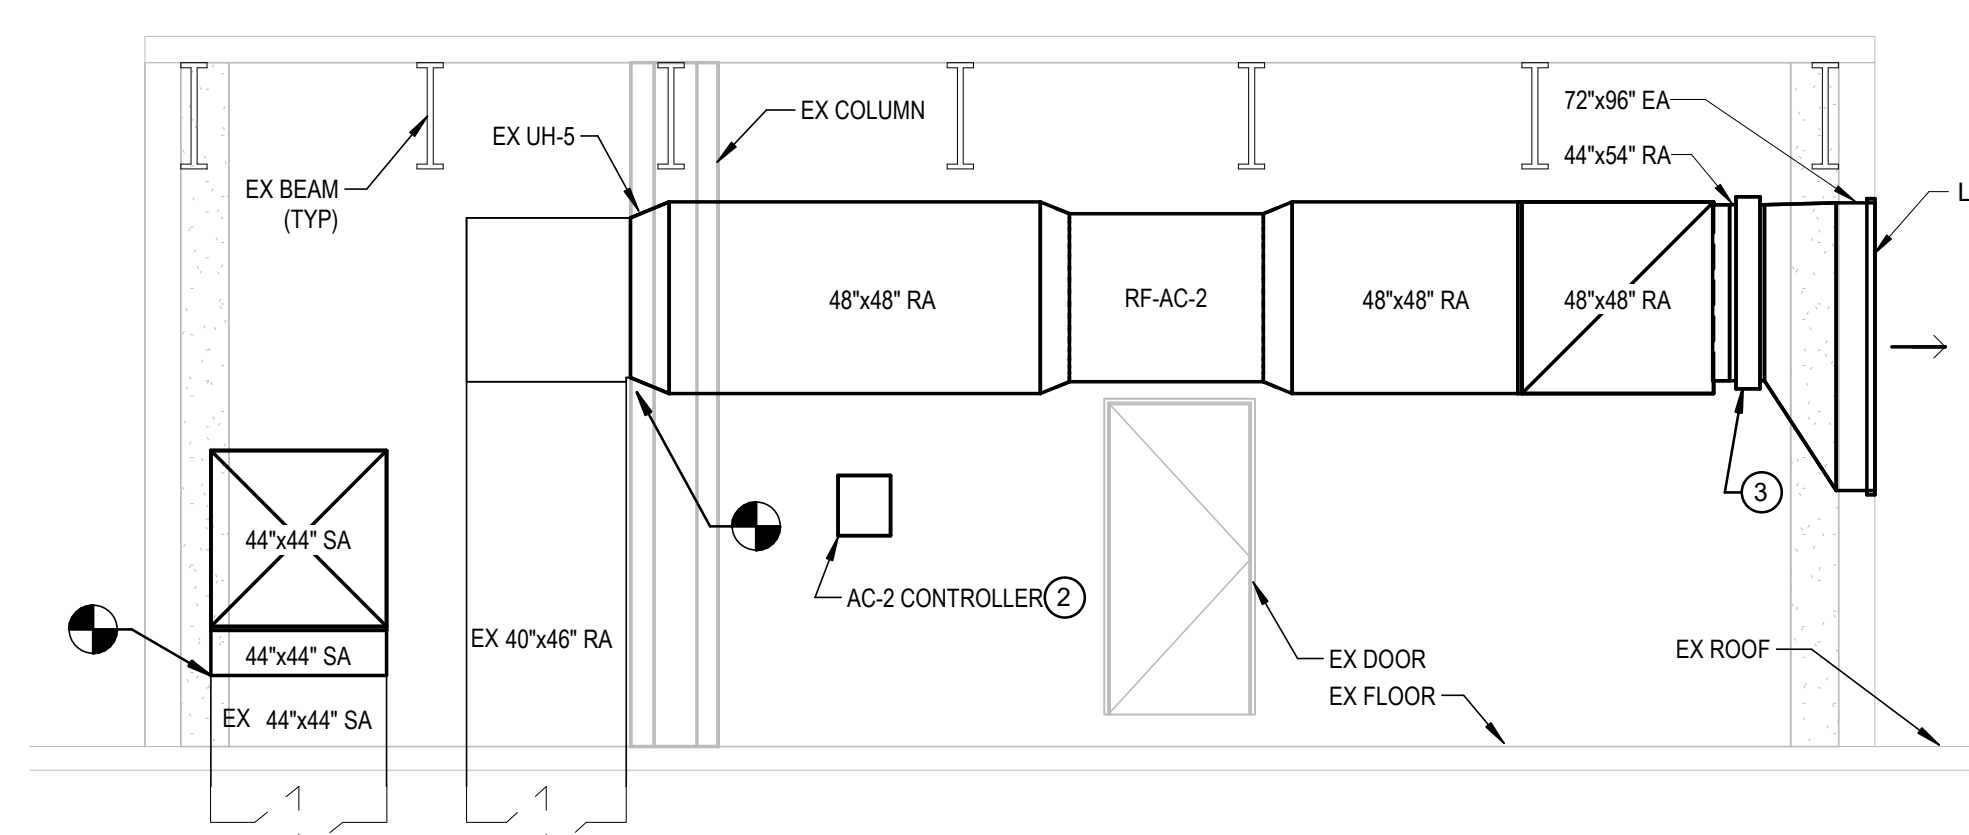 72"x96" EA
EX COLUMN
EX UH-5
44"x54" RA
EX BEAM
(TYP)
L
48"x48" RA
RF-AC-2
48"x48" RA
48"x48" RA
3
44"x44" SA
AC-2 CONTROLLER 2
EX 40"x46" RA
44"x44" SA
EX DOOR
EX ROOF
EX FLOOR
EX 44"x44" SA